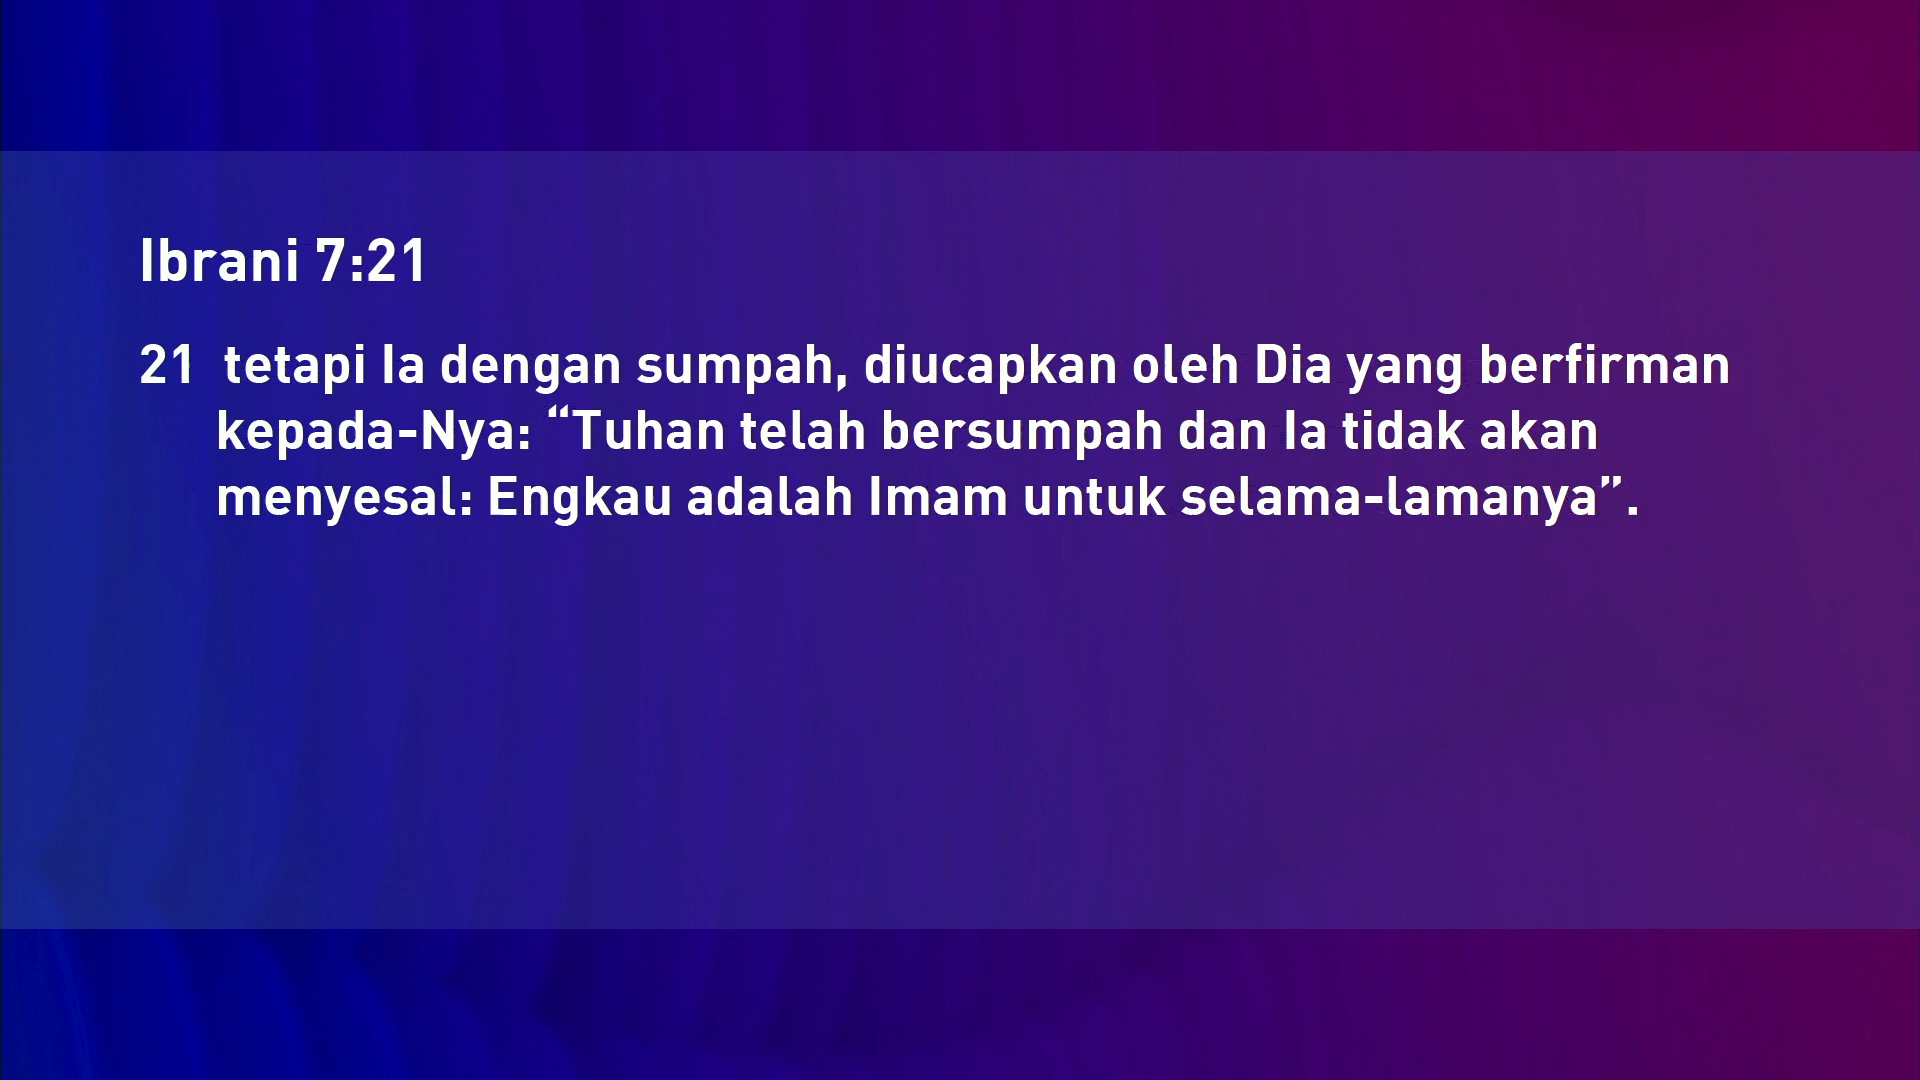 Ibrani 7:21
21 tetapi Ia dengan sumpah, diucapkan oleh Dia yang berfirman
kepada-Nya: “Tuhan telah bersumpah dan Ia tidak akan
menyesal: Engkau adalah Imam untuk selama-lamanya”.